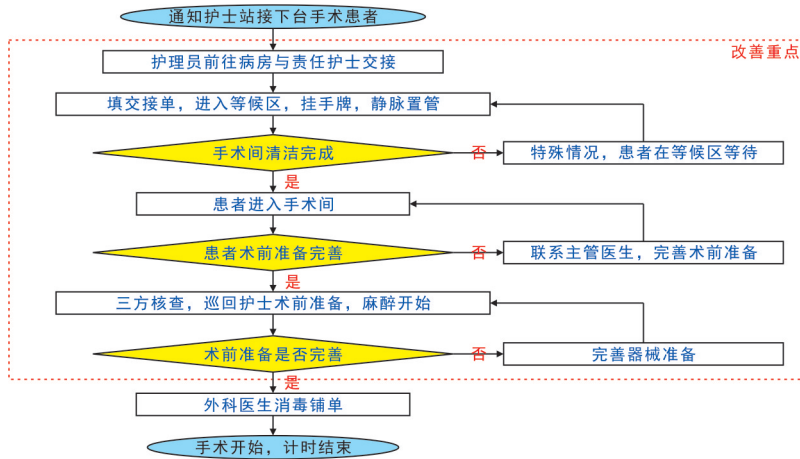 通知护士站接下台手术患者
改善重点
护理员前往病房与责任护士交接
填交接单，进入等候区，挂手牌，静脉置管
手术间清洁完成
否
特殊情况，患者在等候区等待
是
患者进入手术间
患者术前准备完善
否
联系主管医生，完善术前准备
是
三方核查，巡回护士术前准备，麻醉开始
术前准备是否完善
否
完善器械准备
是
外科医生消毒铺单
手术开始，计时结束